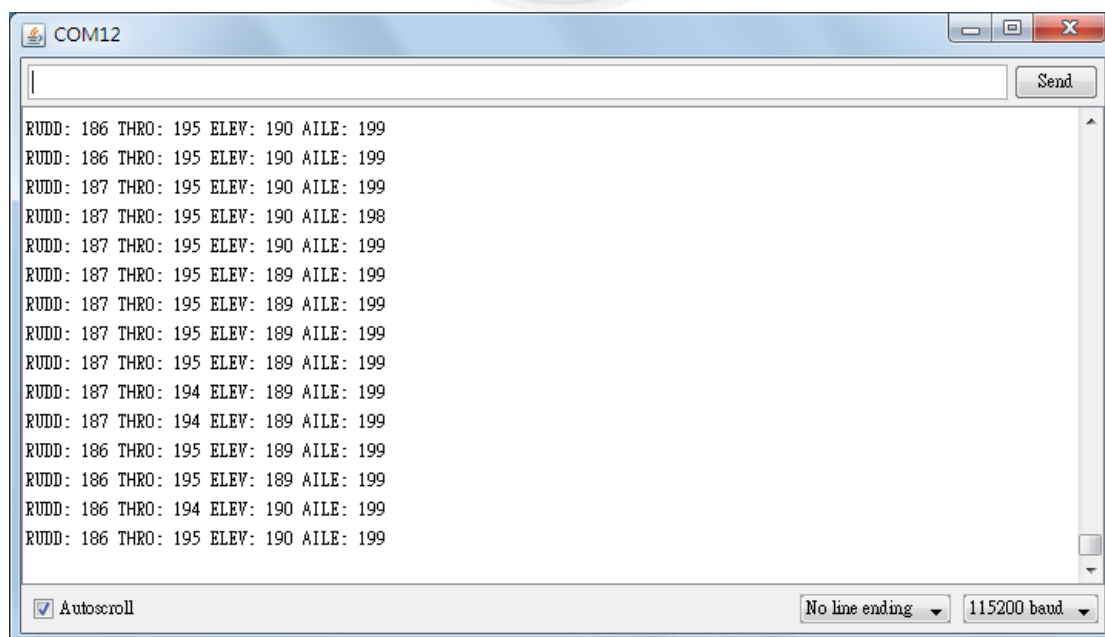 COM12
Send
RUDD: 186 THRO: 195 ELEV: 190 AILE: 199
RUDD: 186 THRO: 195 ELEV: 190 AILE: 199
RUDD: 187 THRO: 195 ELEV: 190 AILE: 199
RUDD: 187 THRO: 195 ELEV: 190 AILE: 198
RUDD: 187 THRO: 195 ELEV: 190 AILE: 199
RUDD: 187 THRO: 195 ELEV: 189 AILE: 199
RUDD: 187 THRO: 195 ELEV: 189 AILE: 199
RUDD: 187 THRO: 195 ELEV: 189 AILE: 199
RUDD: 187 THRO: 195 ELEV: 189 AILE: 199
RUDD: 187 THRO: 194 ELEV: 189 AILE: 199
RUDD: 187 THRO: 194 ELEV: 189 AILE: 199
RUDD: 186 THRO: 195 ELEV: 189 AILE: 199
RUDD: 186 THRO: 195 ELEV: 189 AILE: 199
RUDD: 186 THRO: 194 ELEV: 190 AILE: 199
RUDD: 186 THRO: 195 ELEV: 190 AILE: 199
Autoscroll No line ending 115200 baud